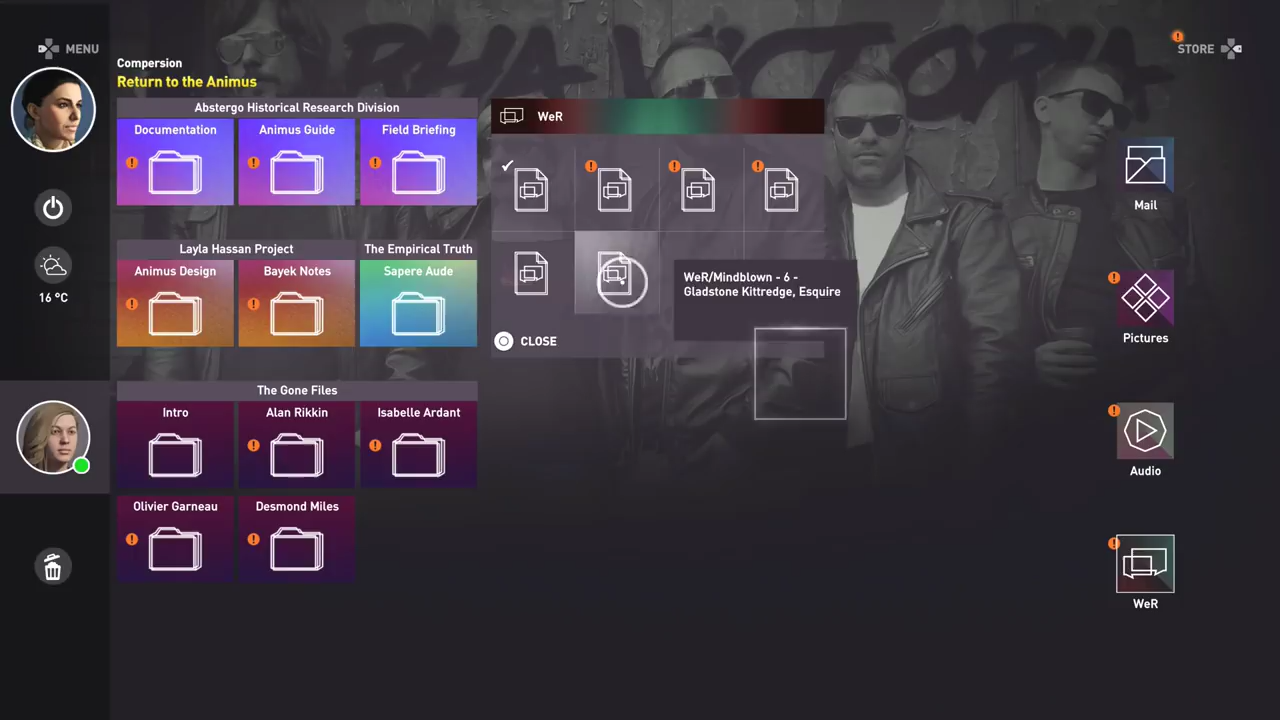 MENU
STORE
Compersion
Return to the Animus
Abstergo Historical Research Division
Documentation
Animus Guide
Field Briefing
Layla Hassan Project
The Empirical Truth
Animus Design
Bayek Notes
Sapere Aude
The Gone Files
Intro
Alan Rikkin
Isabelle Ardant
Olivier Garneau
Desmond Miles
16 °C
WeR
WeR/Mindblown - 6 -
Gladstone Kittredge, Esquire
CLOSE
Mail
Pictures
Audio
WeR